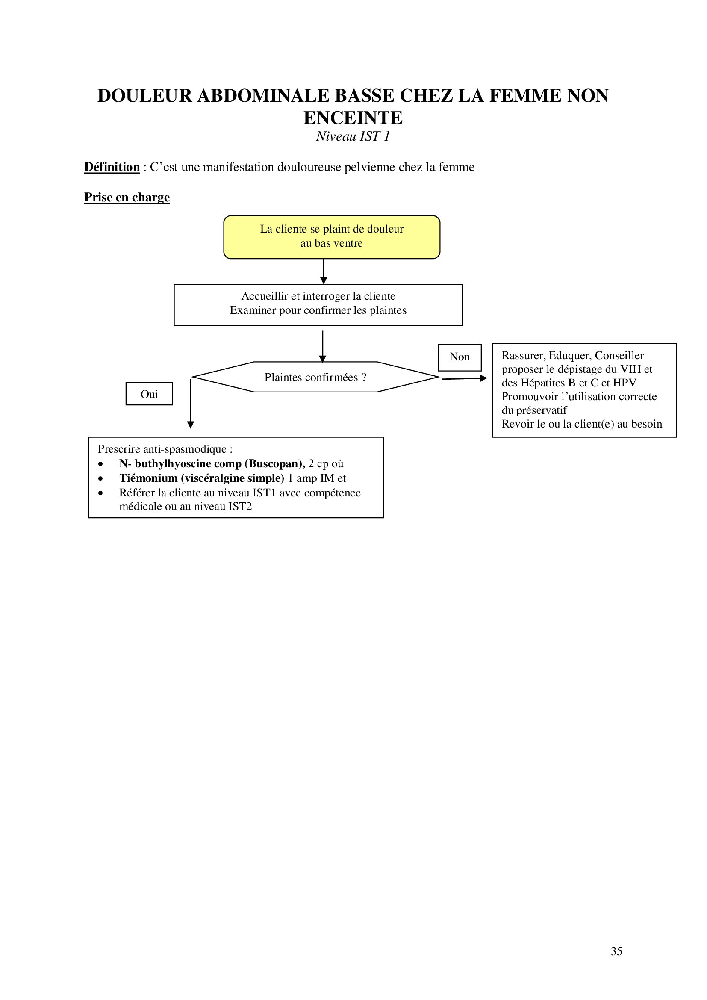 DOULEUR ABDOMINALE BASSE CHEZ LA FEMME NON
ENCEINTE
Niveau IST 1
Définition : C’est une manifestation douloureuse pelvienne chez la femme
Prise en charge
La cliente se plaint de douleur
au bas ventre
Accueillir et interroger la cliente
Examiner pour confirmer les plaintes
Plaintes confirmées ?
Non
Rassurer, Eduquer, Conseiller
proposer le dépistage du VIH et
des Hépatites B et C et HPV
Promouvoir l’utilisation correcte
du préservatif
Revoir le ou la client(e) au besoin
Oui
Prescrire anti-spasmodique :
• N- buthylhyoscine comp (Buscopan), 2 cp où
• Tiémonium (viscéralgine simple) 1 amp IM et
• Référer la cliente au niveau IST1 avec compétence
médicale ou au niveau IST2
35